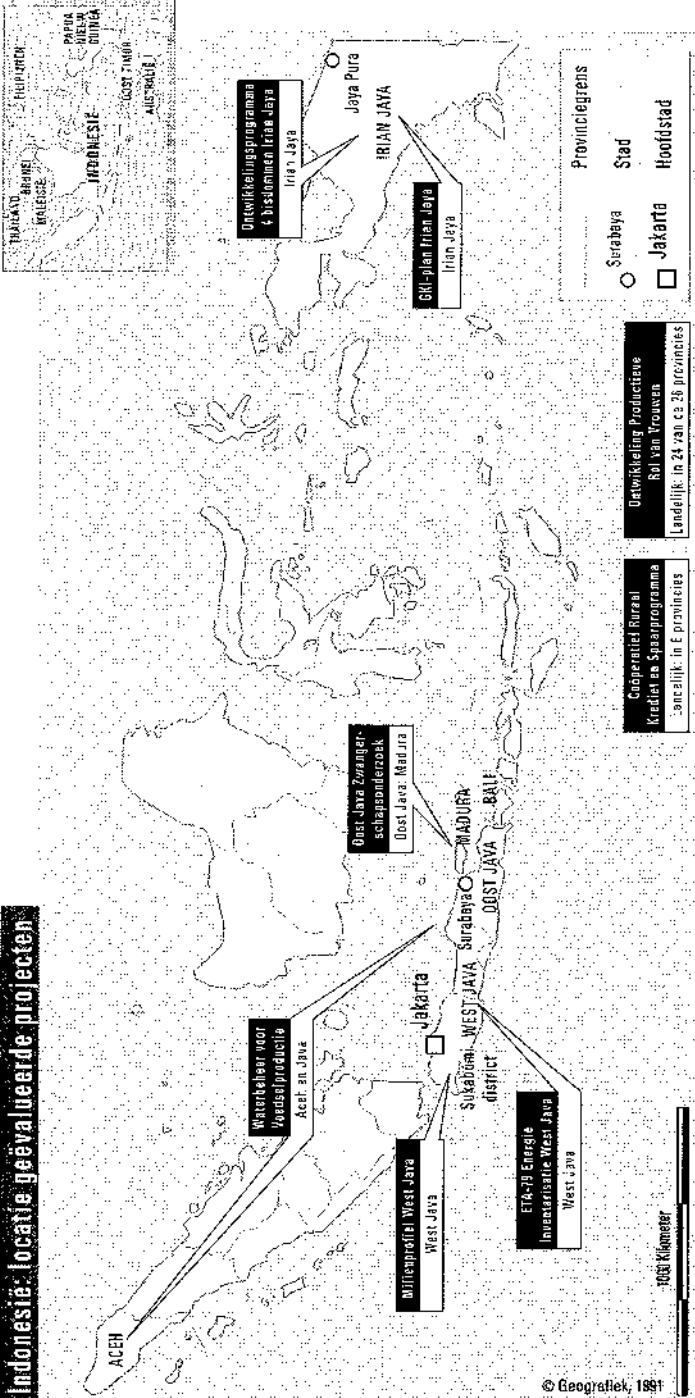 Indonesië: locatie geëvalueerde projecten
THAILAND
BRUNEI
MALEISIË
FILIPIJNEN
PAPUA
NIEUW
GUINEA
INDONESIË
OOST TIMOR
AUSTRALIË
ACEH
Waterbeheer voor
Voedselproductie
Aceh en Java
Milieuprofiel West Java
West Java
ETA-79 Energie
Inventarisatie West Java
West Java
Jakarta
Sukabumi
district
WEST JAVA
Surabaya
OOST JAVA
MADURA
BALI
Oost Java Zwanger-
schapsonderzoek
Oost Java: Madura
Ontwikkelingsprogramma
4 bisdommen Irian Jaya
Irian Jaya
Jaya Pura
IRIAN JAYA
GKI-plan Irian Jaya
Irian Jaya
Coöperatief Ruraal
Krediet en Spaarprogramma
Landelijk: in 6 provincies
Ontwikkeling Productieve
Rol van Vrouwen
Landelijk: in 24 van de 26 provincies
Provinciegrens
Surabaya Stad
Jakarta Hoofdstad
1000 Kilometer
© Geografiek, 1991